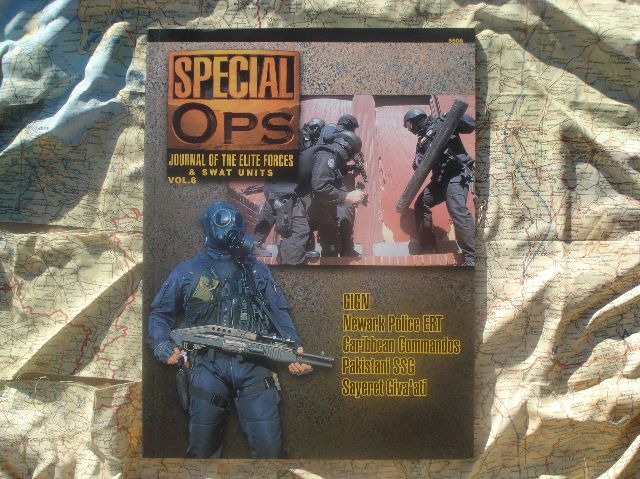 5506
SPECIAL
OPS
JOURNAL OF THE ELITE FORCES
& SWAT UNITS
VOL.6
GIGN
Newark Police ERT
Caribbean Commandos
Pakistani SSG
Sayeret Giva'ati